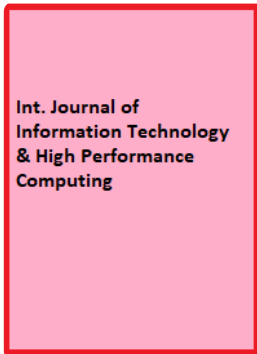 Int. Journal of
Information Technology
& High Performance
Computing